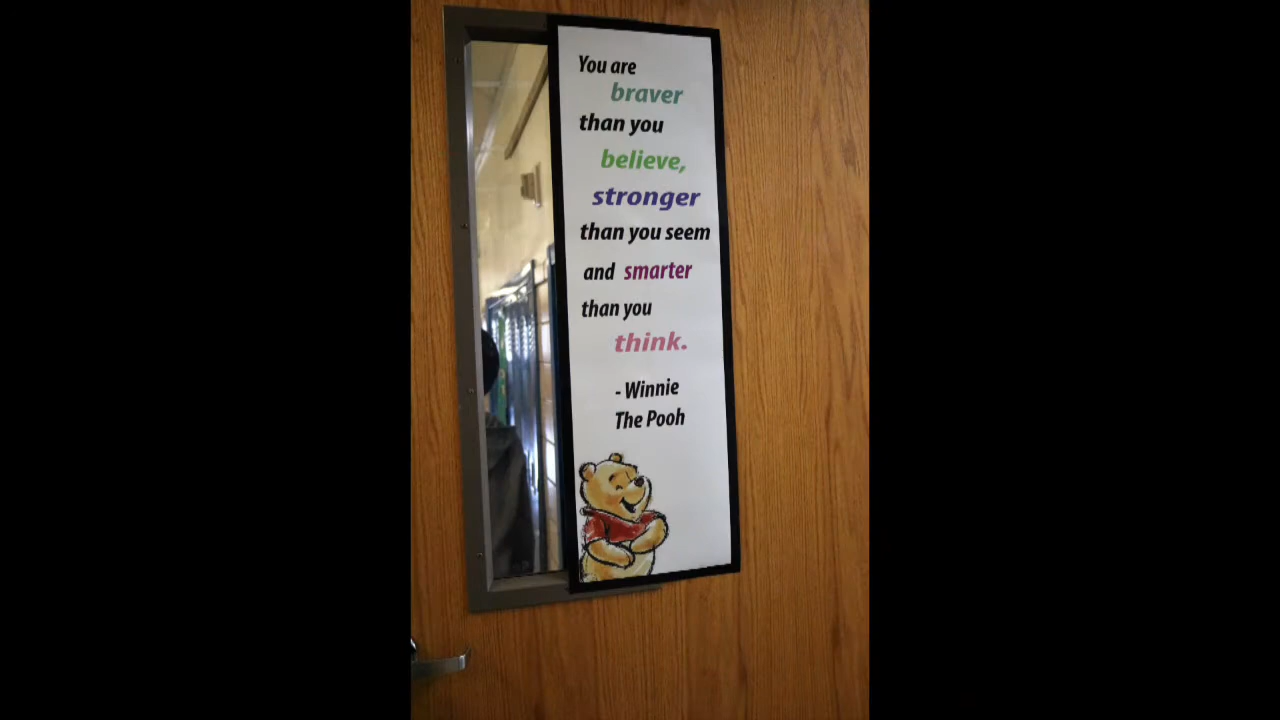 You are
braver
than you
believe,
stronger
than you seem
and smarter
than you
think.
- Winnie
The Pooh